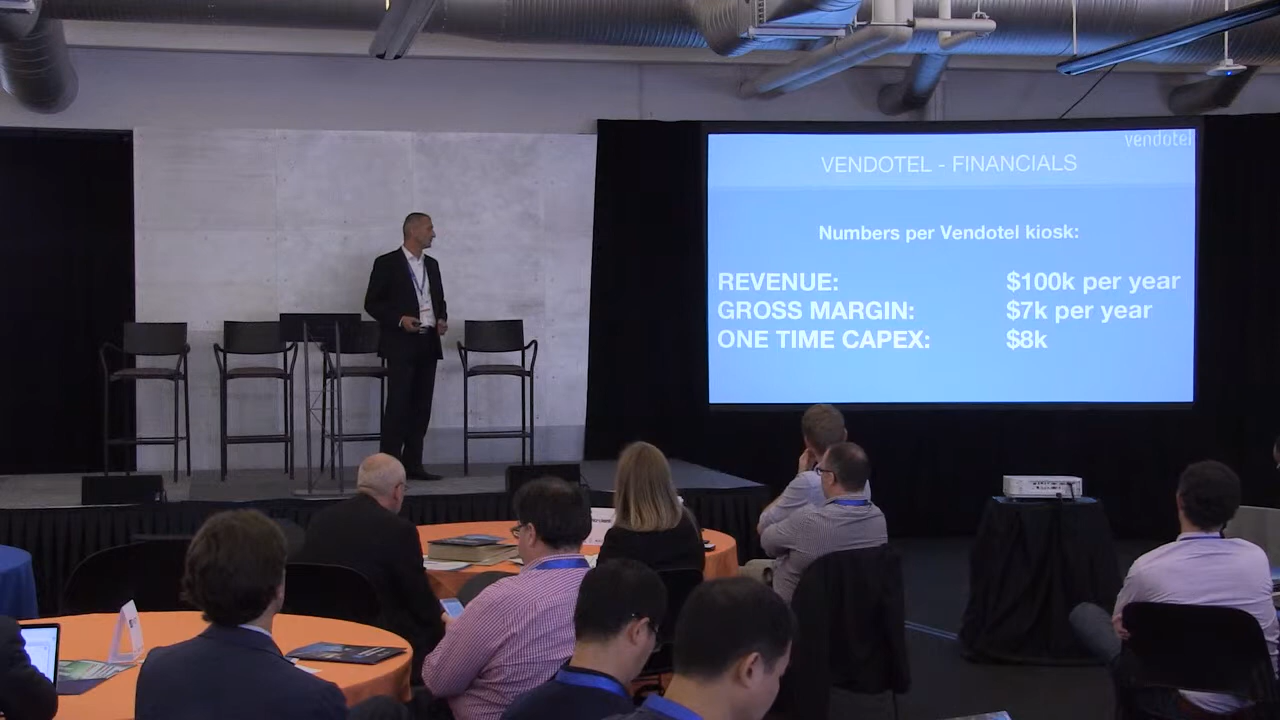 vendotel
VENDOTEL - FINANCIALS
Numbers per Vendotel kiosk:
REVENUE: $100k per year
GROSS MARGIN: $7k per year
ONE TIME CAPEX: $8k